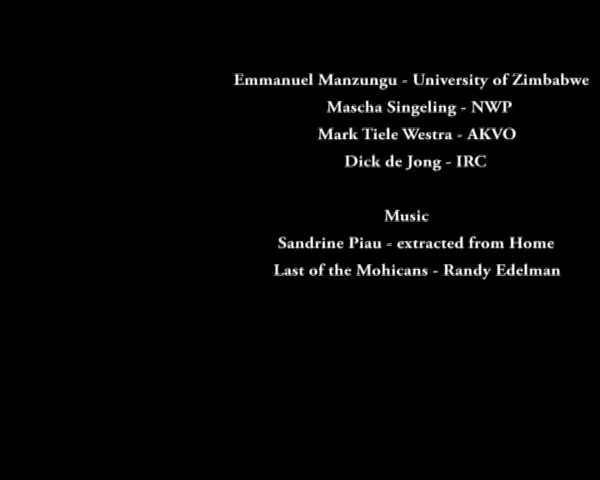 Emmanuel Manzungu - University of Zimbabwe
Mascha Singeling - NWP
Mark Tiele Westra - AKVO
Dick de Jong - IRC
Music
Sandrine Piau - extracted from Home
Last of the Mohicans - Randy Edelman